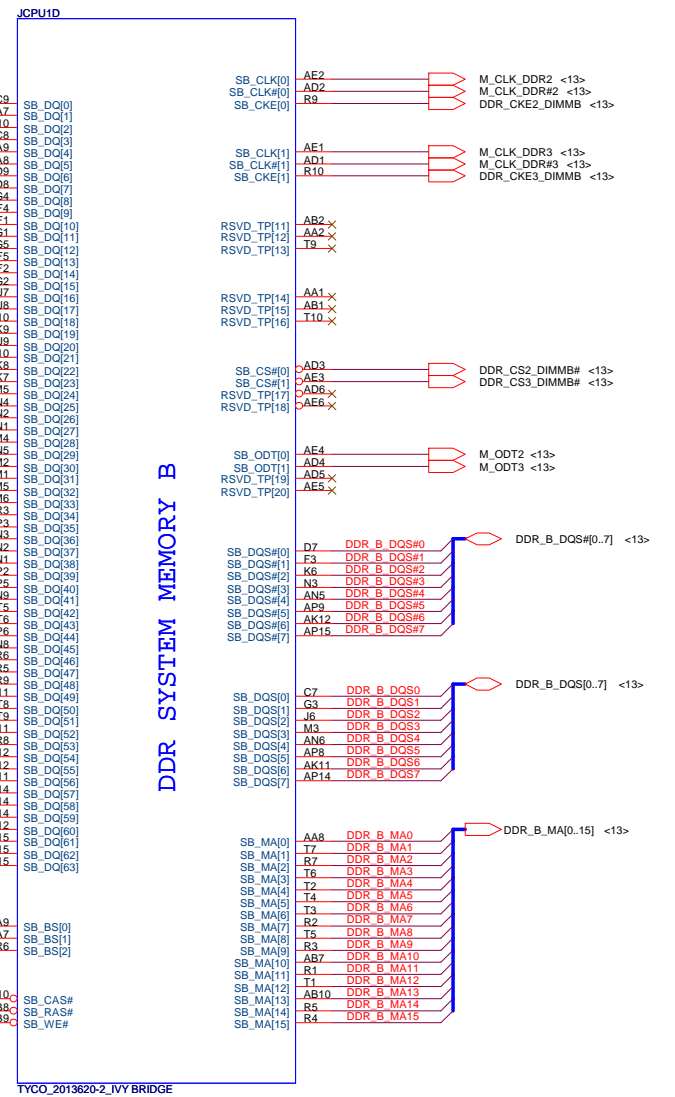 JCPU1D
SB_CLK[0] AE2 M_CLK_DDR2 <13>
SB_CLK#[0] AD2 M_CLK_DDR#2 <13>
SB_CKE[0] R9 DDR_CKE2_DIMMB <13>
SB_CLK[1] AE1 M_CLK_DDR3 <13>
SB_CLK#[1] AD1 M_CLK_DDR#3 <13>
SB_CKE[1] R10 DDR_CKE3_DIMMB <13>
RSVD_TP[11] AB2
RSVD_TP[12] AA2
RSVD_TP[13] T9
RSVD_TP[14] AA1
RSVD_TP[15] AB1
RSVD_TP[16] T10
SB_CS#[0] AD3 DDR_CS2_DIMMB# <13>
SB_CS#[1] AE3 DDR_CS3_DIMMB# <13>
RSVD_TP[17] AD6
RSVD_TP[18] AE6
SB_ODT[0] AE4 M_ODT2 <13>
SB_ODT[1] AD4 M_ODT3 <13>
RSVD_TP[19] AD5
RSVD_TP[20] AE5
DDR_B_DQS#[0..7] <13>
SB_DQS#[0] D7 DDR_B_DQS#0
SB_DQS#[1] F3 DDR_B_DQS#1
SB_DQS#[2] K6 DDR_B_DQS#2
SB_DQS#[3] N3 DDR_B_DQS#3
SB_DQS#[4] AN5 DDR_B_DQS#4
SB_DQS#[5] AP9 DDR_B_DQS#5
SB_DQS#[6] AK12 DDR_B_DQS#6
SB_DQS#[7] AP15 DDR_B_DQS#7
DDR_B_DQS[0..7] <13>
SB_DQS[0] C7 DDR_B_DQS0
SB_DQS[1] G3 DDR_B_DQS1
SB_DQS[2] J6 DDR_B_DQS2
SB_DQS[3] M3 DDR_B_DQS3
SB_DQS[4] AN6 DDR_B_DQS4
SB_DQS[5] AP8 DDR_B_DQS5
SB_DQS[6] AK11 DDR_B_DQS6
SB_DQS[7] AP14 DDR_B_DQS7
DDR_B_MA[0..15] <13>
SB_MA[0] AA8 DDR_B_MA0
SB_MA[1] T7 DDR_B_MA1
SB_MA[2] R7 DDR_B_MA2
SB_MA[3] T6 DDR_B_MA3
SB_MA[4] T2 DDR_B_MA4
SB_MA[5] T4 DDR_B_MA5
SB_MA[6] T3 DDR_B_MA6
SB_MA[7] R2 DDR_B_MA7
SB_MA[8] T5 DDR_B_MA8
SB_MA[9] R3 DDR_B_MA9
SB_MA[10] AB7 DDR_B_MA10
SB_MA[11] R1 DDR_B_MA11
SB_MA[12] T1 DDR_B_MA12
SB_MA[13] AB10 DDR_B_MA13
SB_MA[14] R5 DDR_B_MA14
SB_MA[15] R4 DDR_B_MA15
SB_DQ[0]
SB_DQ[1]
SB_DQ[2]
SB_DQ[3]
SB_DQ[4]
SB_DQ[5]
SB_DQ[6]
SB_DQ[7]
SB_DQ[8]
SB_DQ[9]
SB_DQ[10]
SB_DQ[11]
SB_DQ[12]
SB_DQ[13]
SB_DQ[14]
SB_DQ[15]
SB_DQ[16]
SB_DQ[17]
SB_DQ[18]
SB_DQ[19]
SB_DQ[20]
SB_DQ[21]
SB_DQ[22]
SB_DQ[23]
SB_DQ[24]
SB_DQ[25]
SB_DQ[26]
SB_DQ[27]
SB_DQ[28]
SB_DQ[29]
SB_DQ[30]
SB_DQ[31]
SB_DQ[32]
SB_DQ[33]
SB_DQ[34]
SB_DQ[35]
SB_DQ[36]
SB_DQ[37]
SB_DQ[38]
SB_DQ[39]
SB_DQ[40]
SB_DQ[41]
SB_DQ[42]
SB_DQ[43]
SB_DQ[44]
SB_DQ[45]
SB_DQ[46]
SB_DQ[47]
SB_DQ[48]
SB_DQ[49]
SB_DQ[50]
SB_DQ[51]
SB_DQ[52]
SB_DQ[53]
SB_DQ[54]
SB_DQ[55]
SB_DQ[56]
SB_DQ[57]
SB_DQ[58]
SB_DQ[59]
SB_DQ[60]
SB_DQ[61]
SB_DQ[62]
SB_DQ[63]
SB_BS[0]
SB_BS[1]
SB_BS[2]
SB_CAS#
SB_RAS#
SB_WE#
DDR SYSTEM MEMORY B
TYCO_2013620-2_IVY BRIDGE